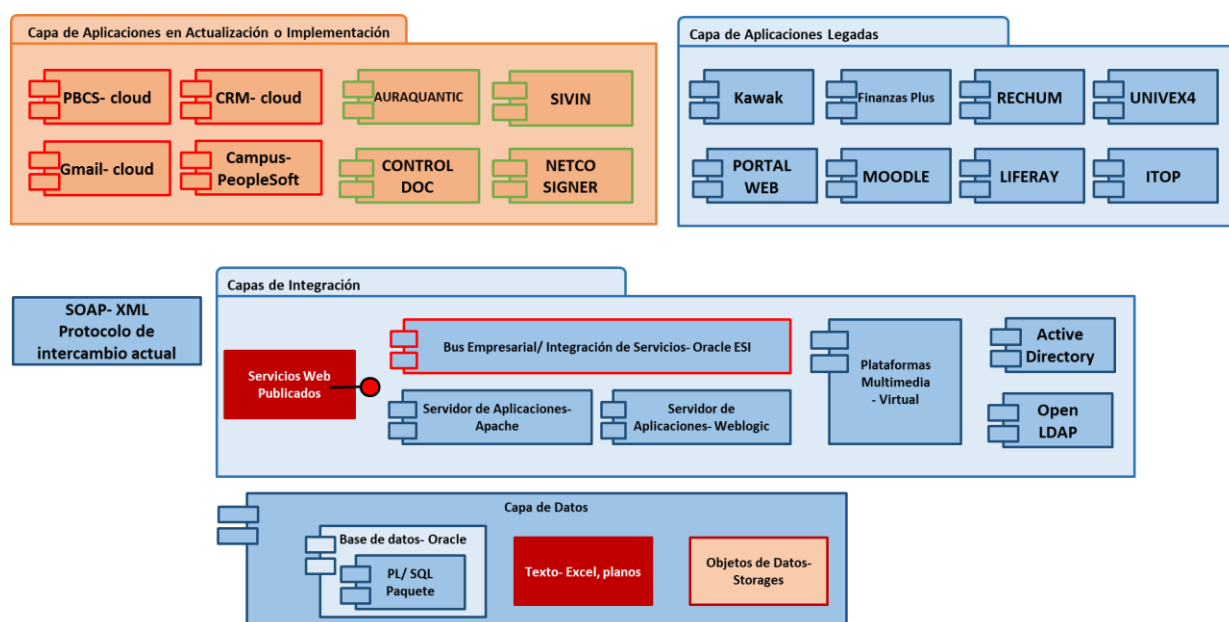 Capa de Aplicaciones en Actualización o Implementación
PBCS- cloud
CRM- cloud
AURAQUANTIC
SIVIN
Gmail- cloud
Campus-
PeopleSoft
CONTROL
DOC
NETCO
SIGNER
Capa de Aplicaciones Legadas
Kawak
Finanzas Plus
RECHUM
UNIVEX4
PORTAL
WEB
MOODLE
LIFERAY
ITOP
SOAP- XML
Protocolo de
intercambio actual
Capas de Integración
Servicios Web
Publicados
Bus Empresarial/ Integración de Servicios- Oracle ESI
Servidor de Aplicaciones-
Apache
Servidor de
Aplicaciones- Weblogic
Plataformas
Multimedia
- Virtual
Active
Directory
Open
LDAP
Capa de Datos
Base de datos- Oracle
PL/ SQL
Paquete
Texto- Excel, planos
Objetos de Datos-
Storages